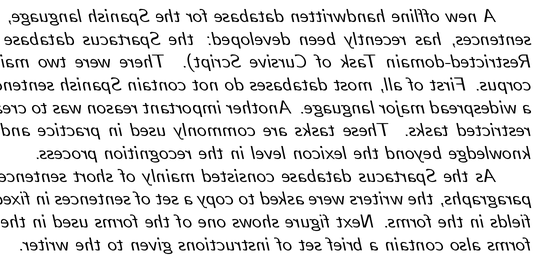 A new offline handwritten database for the Spanish language,
sentences, has recently been developed: the Spartacus database
Restricted-domain Task of Cursive Script). There were two mai
corpus. First of all, most databases do not contain Spanish senten
a widespread major language. Another important reason was to cre
restricted tasks. These tasks are commonly used in practice and
knowledge beyond the lexicon level in the recognition process.
As the Spartacus database consisted mainly of short sentence
paragraphs, the writers were asked to copy a set of sentences in fixe
fields in the forms. Next figure shows one of the forms used in the
forms also contain a brief set of instructions given to the writer.